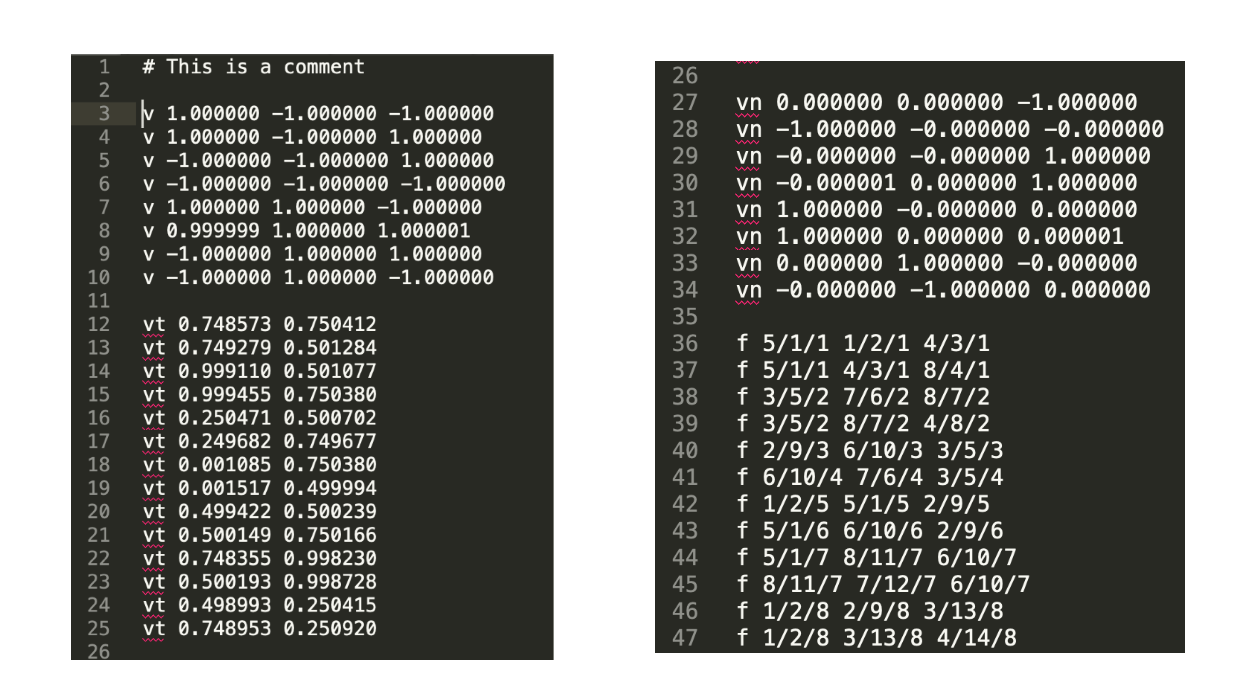 1 # This is a comment
2
3 v 1.000000 -1.000000 -1.000000
4 v 1.000000 -1.000000 1.000000
5 v -1.000000 -1.000000 1.000000
6 v -1.000000 -1.000000 -1.000000
7 v 1.000000 1.000000 -1.000000
8 v 0.999999 1.000000 1.000001
9 v -1.000000 1.000000 1.000000
10 v -1.000000 1.000000 -1.000000
11
12 vt 0.748573 0.750412
13 vt 0.749279 0.501284
14 vt 0.999110 0.501077
15 vt 0.999455 0.750380
16 vt 0.250471 0.500702
17 vt 0.249682 0.749677
18 vt 0.001085 0.750380
19 vt 0.001517 0.499994
20 vt 0.499422 0.500239
21 vt 0.500149 0.750166
22 vt 0.748355 0.998230
23 vt 0.500193 0.998728
24 vt 0.498993 0.250415
25 vt 0.748953 0.250920
26
26
27 vn 0.000000 0.000000 -1.000000
28 vn -1.000000 -0.000000 -0.000000
29 vn -0.000000 -0.000000 1.000000
30 vn -0.000001 0.000000 1.000000
31 vn 1.000000 -0.000000 0.000000
32 vn 1.000000 0.000000 0.000001
33 vn 0.000000 1.000000 -0.000000
34 vn -0.000000 -1.000000 0.000000
35
36 f 5/1/1 1/2/1 4/3/1
37 f 5/1/1 4/3/1 8/4/1
38 f 3/5/2 7/6/2 8/7/2
39 f 3/5/2 8/7/2 4/8/2
40 f 2/9/3 6/10/3 3/5/3
41 f 6/10/4 7/6/4 3/5/4
42 f 1/2/5 5/1/5 2/9/5
43 f 5/1/6 6/10/6 2/9/6
44 f 5/1/7 8/11/7 6/10/7
45 f 8/11/7 7/12/7 6/10/7
46 f 1/2/8 2/9/8 3/13/8
47 f 1/2/8 3/13/8 4/14/8